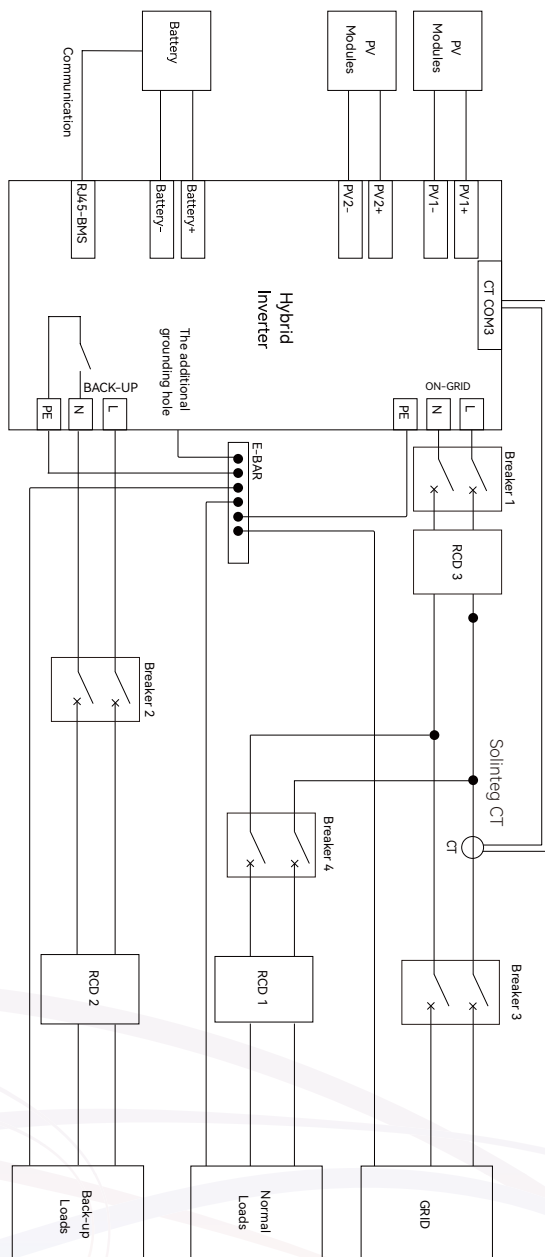 Battery
PV
Modules
PV
Modules
Communication
RJ45-BMS
Battery-
Battery+
PV2-
PV2+
PV1-
PV1+
CT COM3
Hybrid
Inverter
The additional
grounding hole
BACK-UP
ON-GRID
PE
N
L
PE
N
L
E-BAR
Breaker 1
RCD 3
Breaker 2
Solinteg CT
CT
Breaker 4
Breaker 3
RCD 2
RCD 1
Back-up
Loads
Normal
Loads
GRID